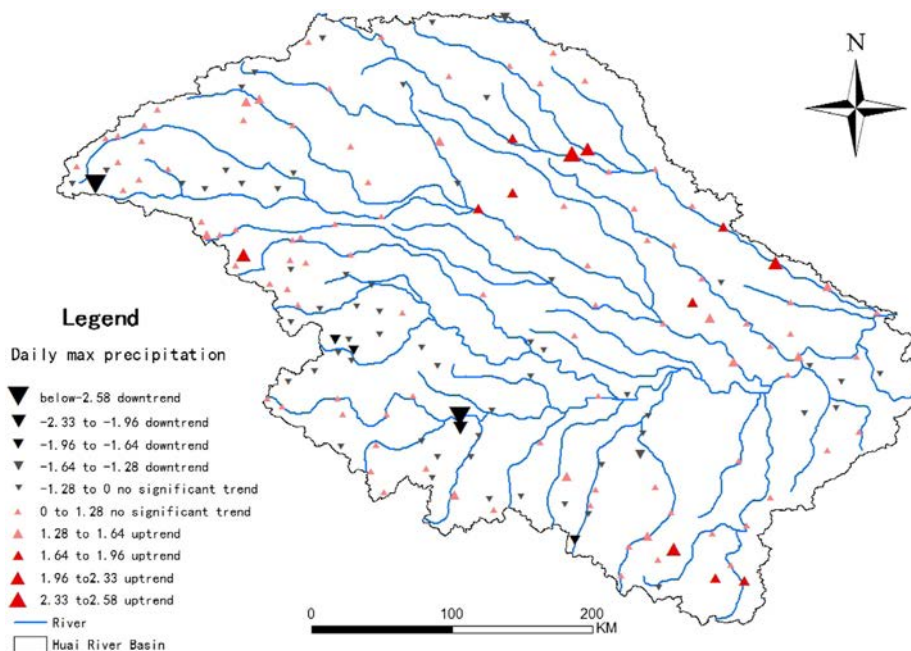 N
Legend
Daily max precipitation
below-2.58 downtrend
-2.33 to -1.96 downtrend
-1.96 to -1.64 downtrend
-1.64 to -1.28 downtrend
-1.28 to 0 no significant trend
0 to 1.28 no significant trend
1.28 to 1.64 uptrend
1.64 to 1.96 uptrend
1.96 to2.33 uptrend
2.33 to2.58 uptrend
River
Huai River Basin
0 100 200
KM